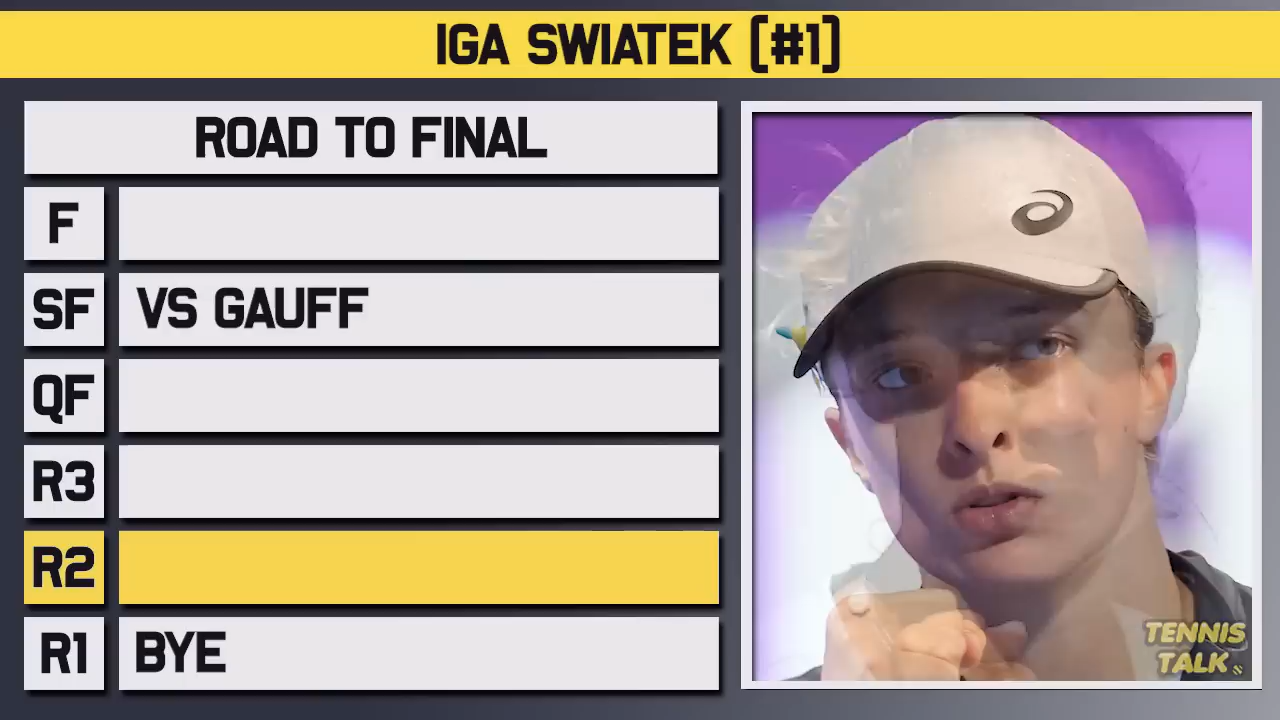 IGA SWIATEK [#1]
ROAD TO FINAL
F
SF VS GAUFF
QF
R3
R2
R1 BYE
TENNIS
TALK